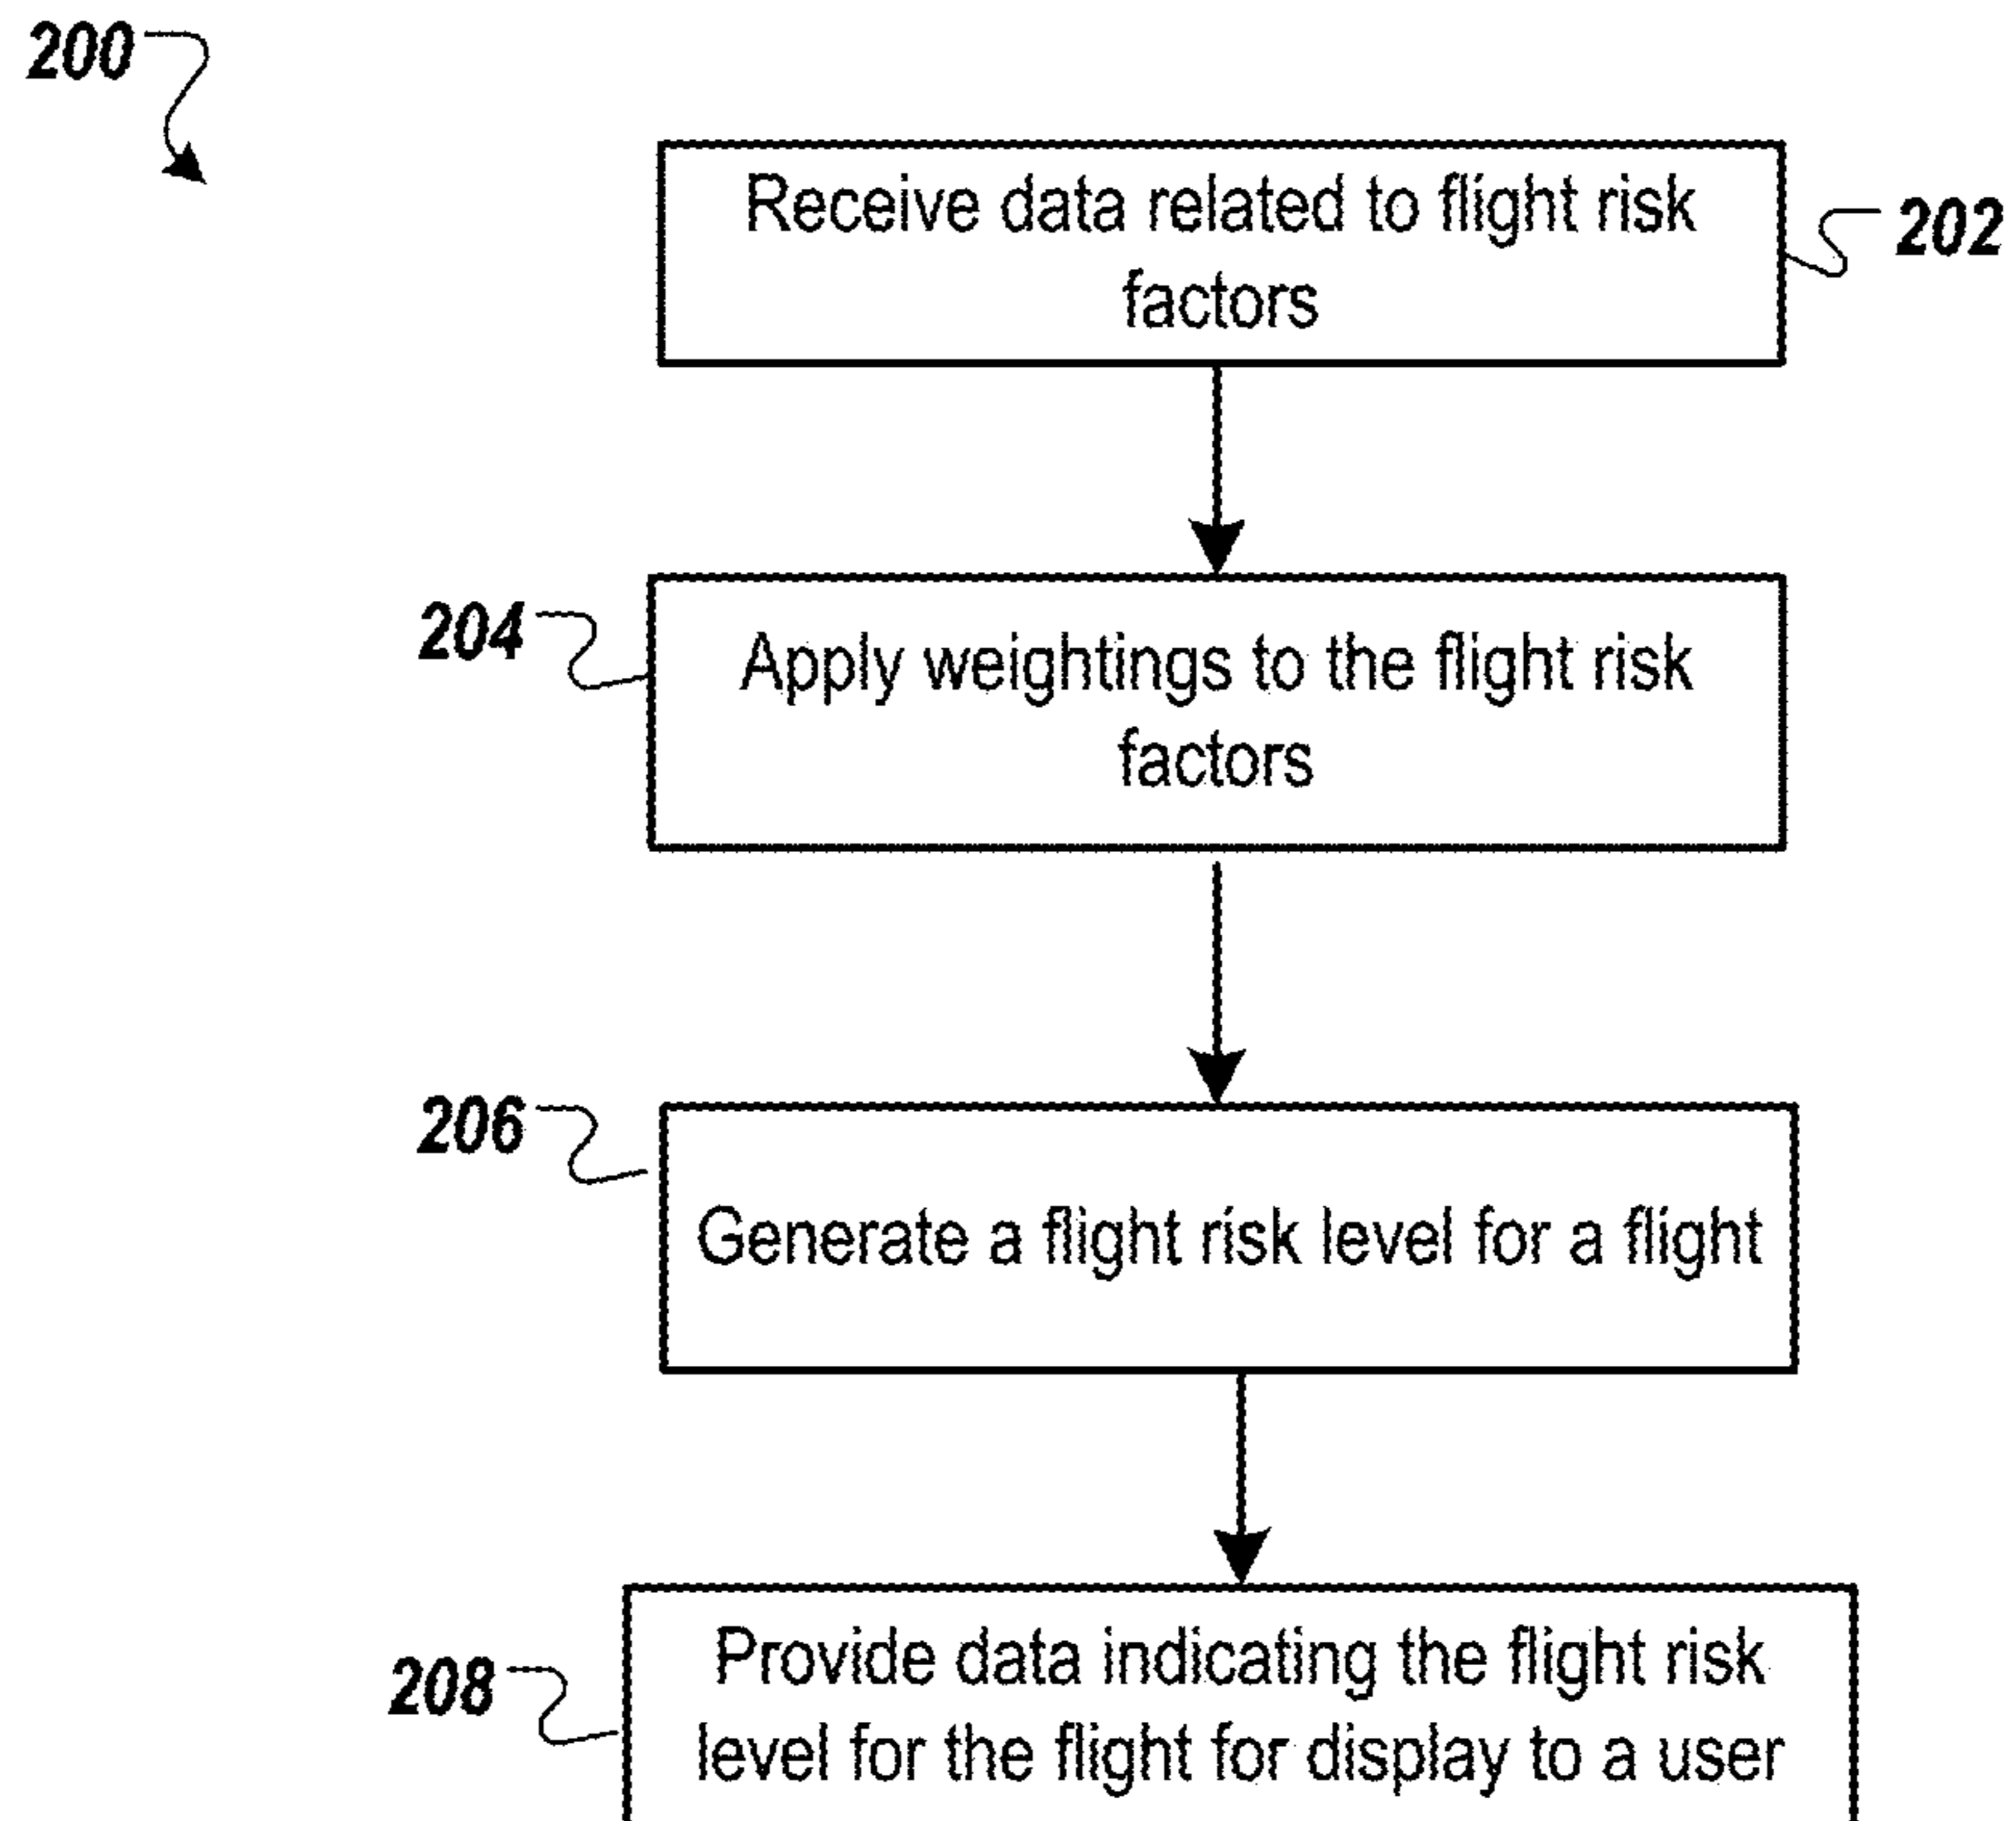 200
Receive data related to flight risk
factors
202
204
Apply weightings to the flight risk
factors
206
Generate a flight risk level for a flight
208
Provide data indicating the flight risk
level for the flight for display to a user